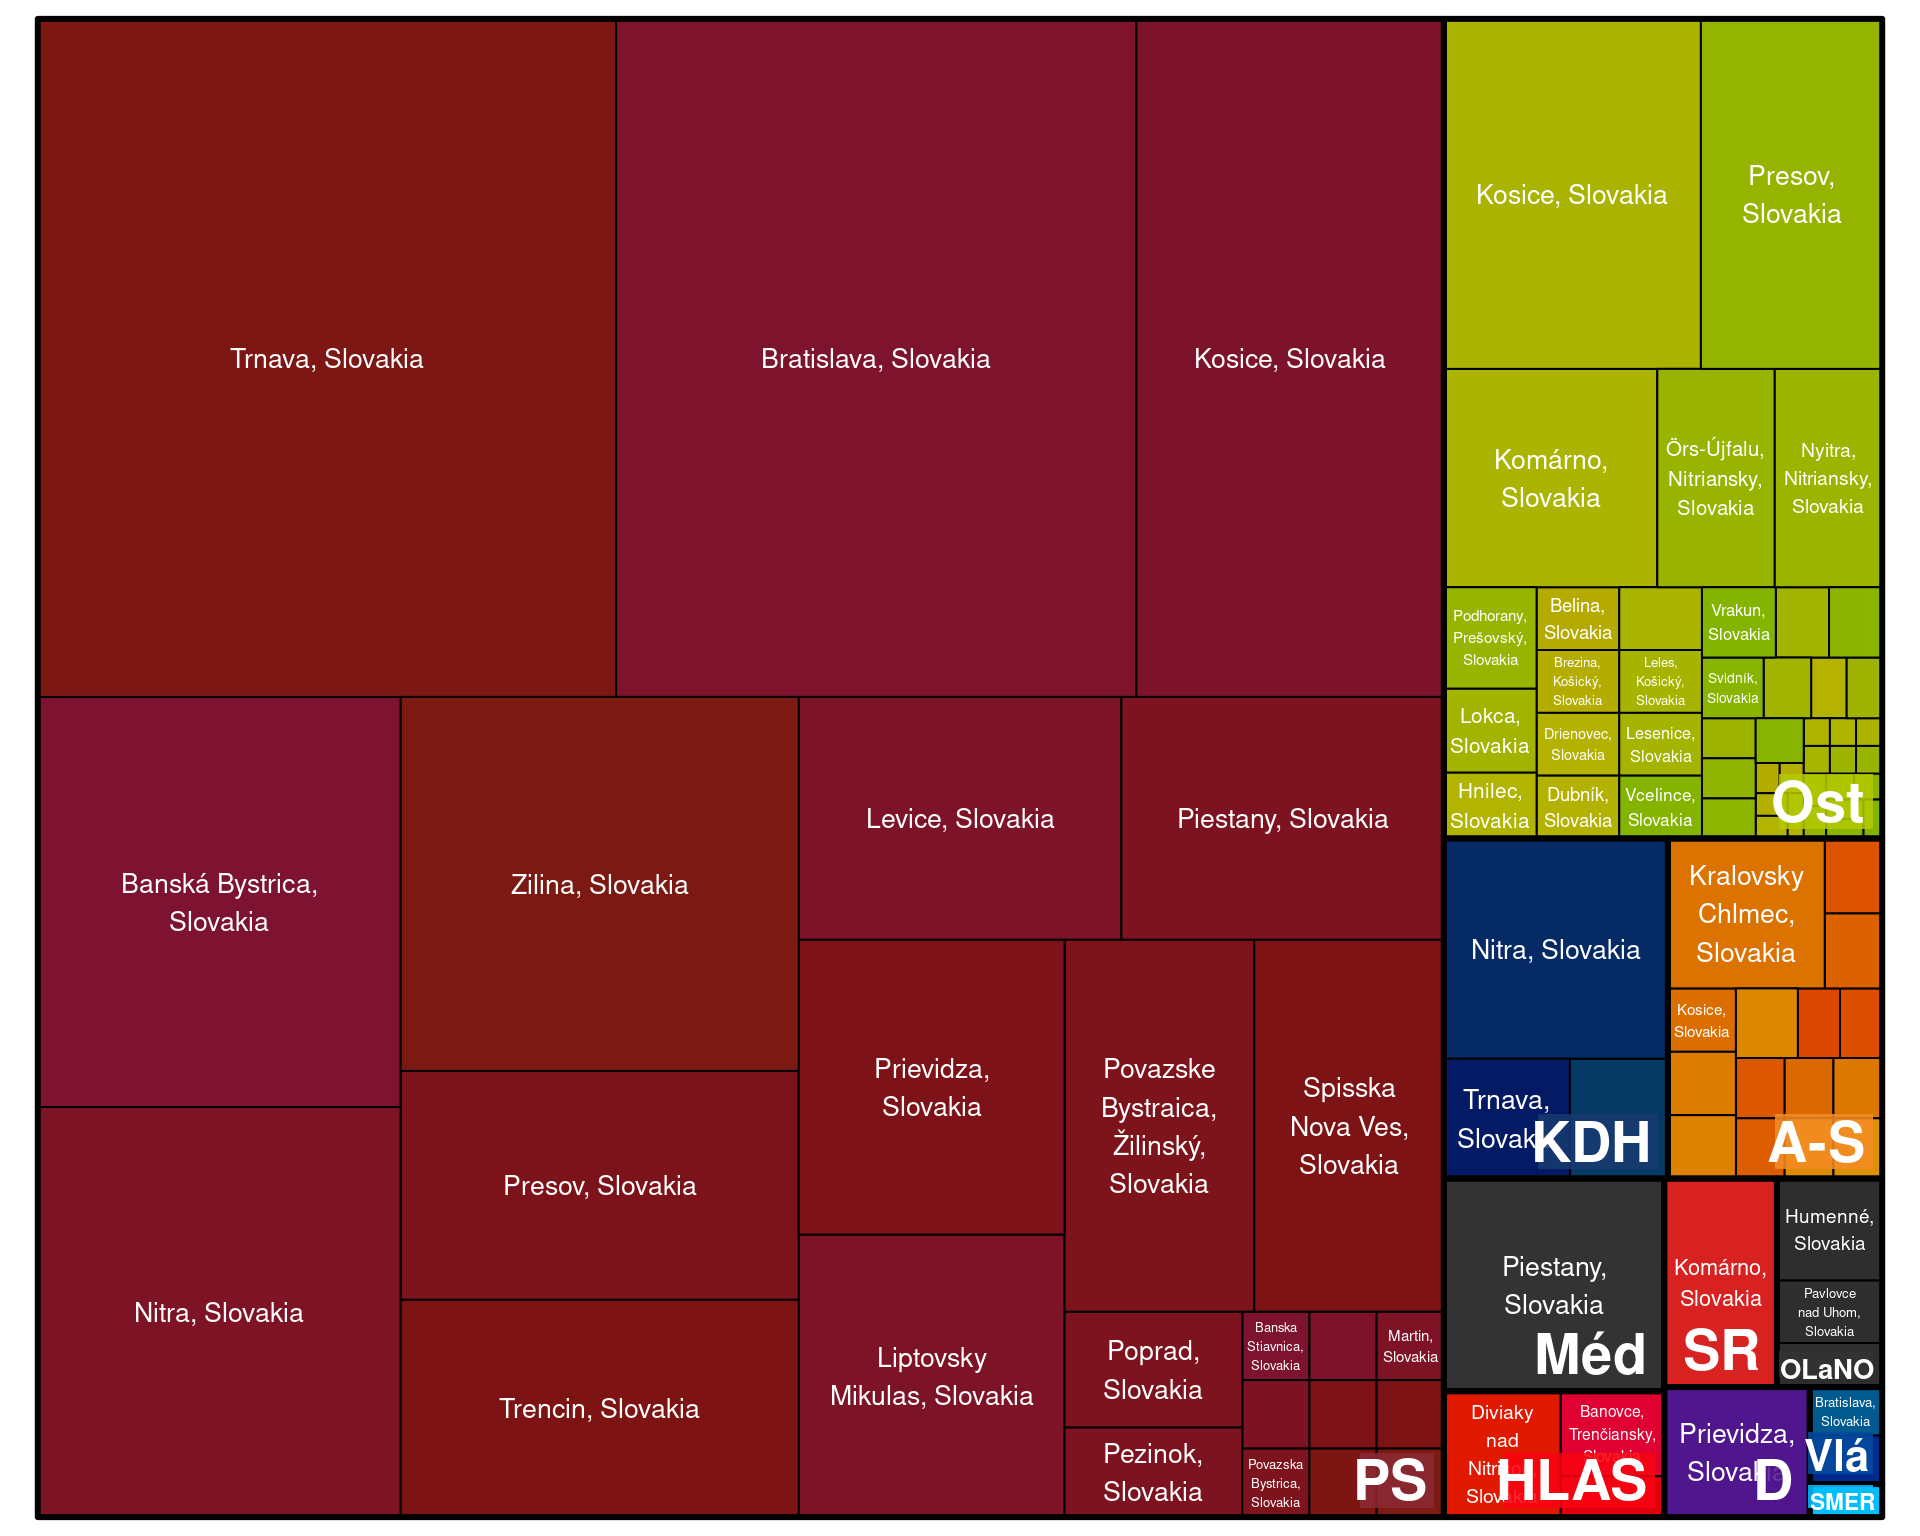 Trnava, Slovakia
Bratislava, Slovakia
Kosice, Slovakia
Banská Bystrica,
Slovakia
Nitra, Slovakia
Zilina, Slovakia
Presov, Slovakia
Trencin, Slovakia
Levice, Slovakia
Piestany, Slovakia
Prievidza,
Slovakia
Liptovsky
Mikulas, Slovakia
Povazske
Bystraica,
Žilinský,
Slovakia
Spisska
Nova Ves,
Slovakia
Poprad,
Slovakia
Pezinok,
Slovakia
Banska
Stiavnica,
Slovakia
Martin,
Slovakia
Povazska
Bystrica,
Slovakia
PS
Kosice, Slovakia
Presov,
Slovakia
Komárno,
Slovakia
Örs-Újfalu,
Nitriansky,
Slovakia
Nyitra,
Nitriansky,
Slovakia
Podhorany,
Prešovský,
Slovakia
Lokca,
Slovakia
Hnilec,
Slovakia
Belina,
Slovakia
Brezina,
Košický,
Slovakia
Drienovec,
Slovakia
Dubník,
Slovakia
Leles,
Košický,
Slovakia
Lesenice,
Slovakia
Vcelince,
Slovakia
Vrakun,
Slovakia
Svidník,
Slovakia
Ost
Nitra, Slovakia
Trnava,
KDH
Kralovsky
Chlmec,
Slovakia
Kosice,
Slovakia
A-S
Piestany,
Slovakia
Méd
Komárno,
Slovakia
SR
Humenné,
Slovakia
Pavlovce
nad Uhom,
Slovakia
OLaNO
Diviaky
nad
Banovce,
Trenčiansky,
Slovakia
HLAS
Prievidza,
D
Bratislava,
Slovakia
Vlá
SMER